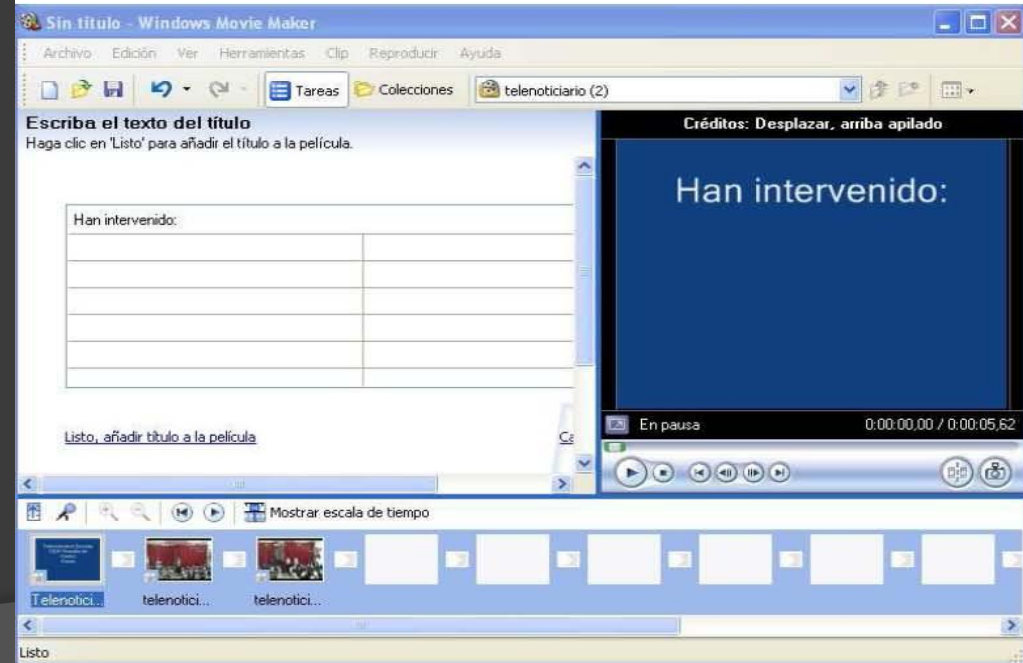 Sin título - Windows Movie Maker
Archivo Edición Ver Herramientas Clip Reproducir Ayuda
Tareas Colecciones telenoticiario (2)
Escriba el texto del título
Haga clic en 'Listo' para añadir el título a la película.
Han intervenido:
Listo, añadir título a la película
Ca
Créditos: Desplazar, arriba apilado
Han intervenido:
En pausa 0:00:00,00 / 0:00:05,62
Mostrar escala de tiempo
Telenotici... telenotici... telenotici...
Listo